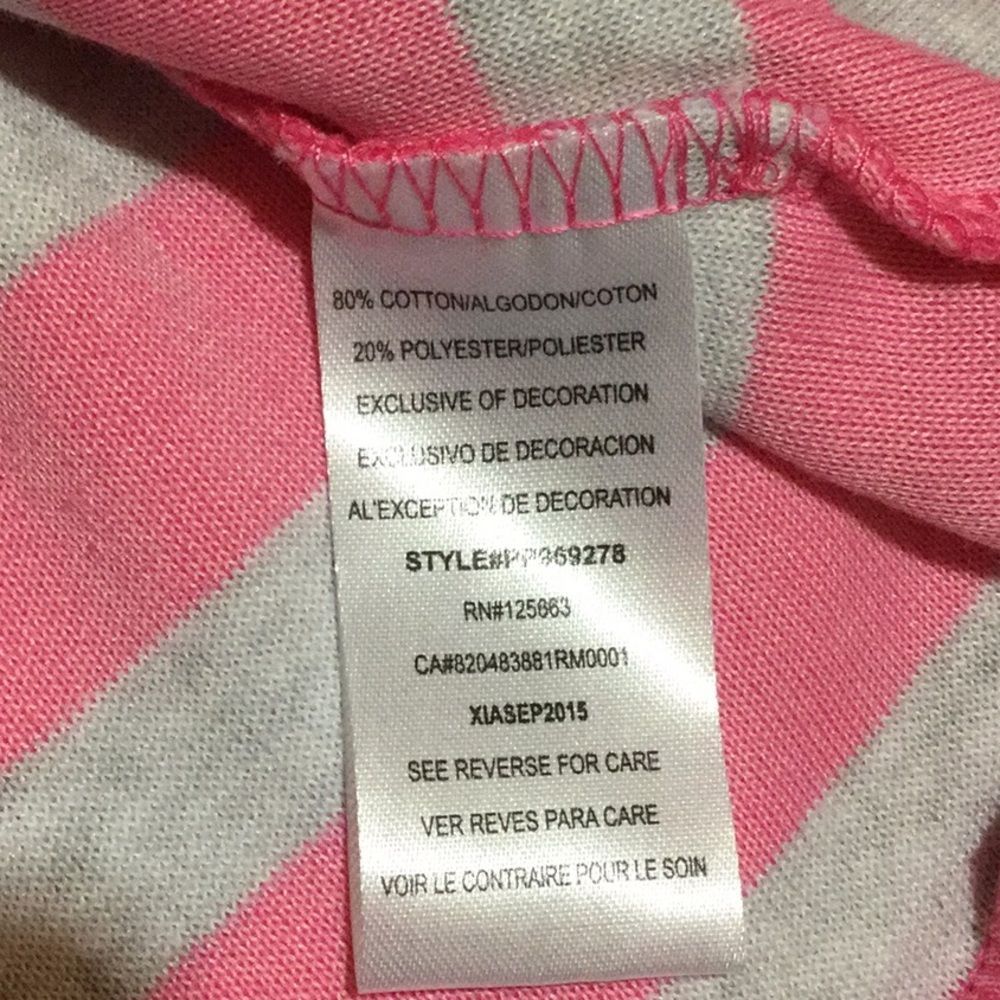 80% COTTON/ALGODON/COTON
20% POLYESTER/POLIESTER
EXCLUSIVE OF DECORATION
EXCLUSIVO DE DECORACION
AL'EXCEPTION DE DECORATION
RN#125663
CA#820483881RM0001
XIASEP2015
SEE REVERSE FOR CARE
VER REVES PARA CARE
VOIR LE CONTRAIRE POUR LE SOIN